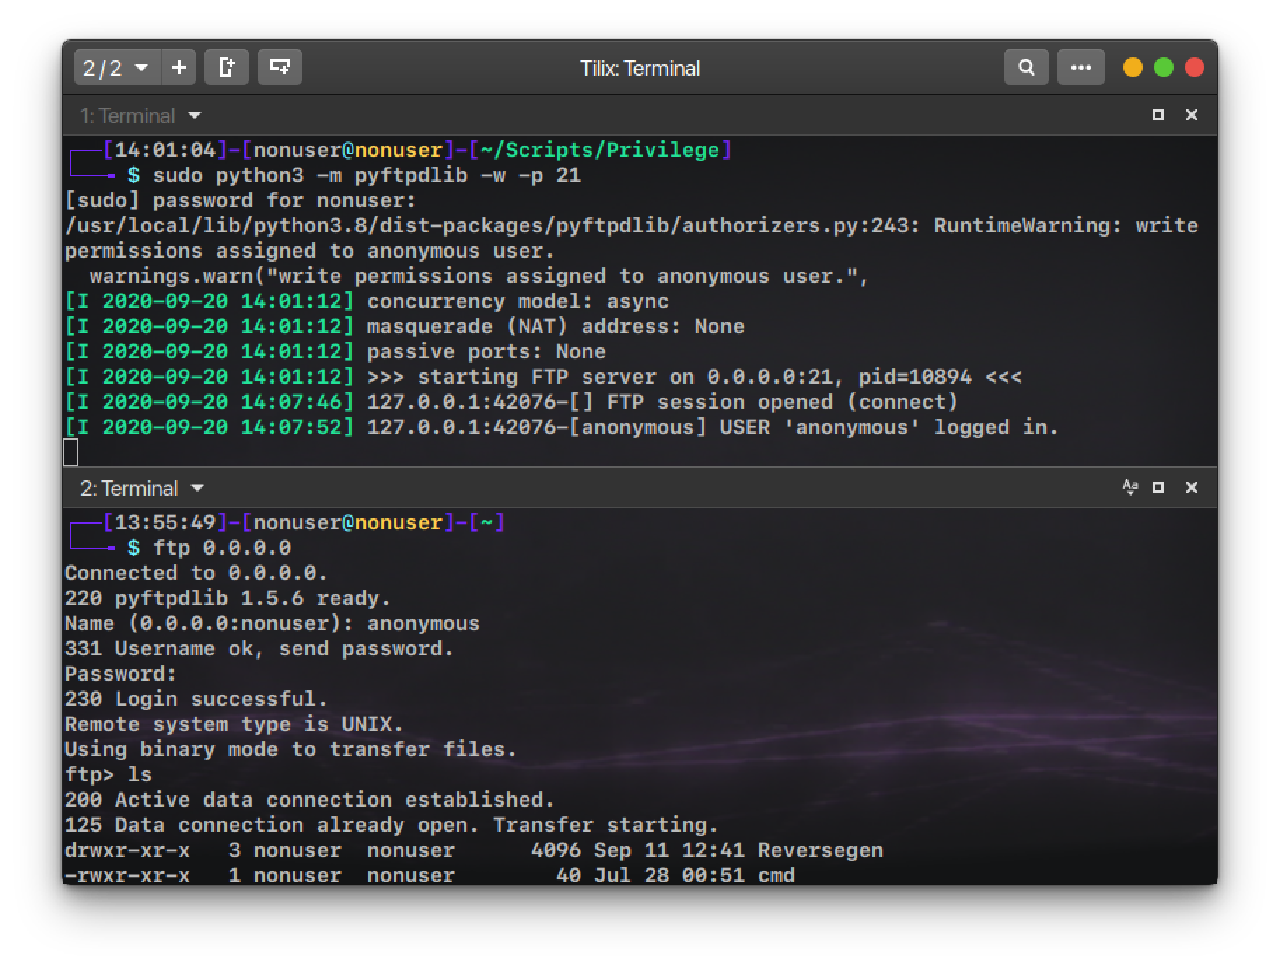 2 / 2
Tilix: Terminal
1: Terminal
[14:01:04]-[nonuser@nonuser]-[~/Scripts/Privilege]
$ sudo python3 -m pyftpdlib -w -p 21
[sudo] password for nonuser:
/usr/local/lib/python3.8/dist-packages/pyftpdlib/authorizers.py:243: RuntimeWarning: write
permissions assigned to anonymous user.
  warnings.warn("write permissions assigned to anonymous user.",
[I 2020-09-20 14:01:12] concurrency model: async
[I 2020-09-20 14:01:12] masquerade (NAT) address: None
[I 2020-09-20 14:01:12] passive ports: None
[I 2020-09-20 14:01:12] >>> starting FTP server on 0.0.0.0:21, pid=10894 <<<
[I 2020-09-20 14:07:46] 127.0.0.1:42076-[] FTP session opened (connect)
[I 2020-09-20 14:07:52] 127.0.0.1:42076-[anonymous] USER 'anonymous' logged in.
2: Terminal
[13:55:49]-[nonuser@nonuser]-[~]
$ ftp 0.0.0.0
Connected to 0.0.0.0.
220 pyftpdlib 1.5.6 ready.
Name (0.0.0.0:nonuser): anonymous
331 Username ok, send password.
Password:
230 Login successful.
Remote system type is UNIX.
Using binary mode to transfer files.
ftp> ls
200 Active data connection established.
125 Data connection already open. Transfer starting.
drwxr-xr-x   3 nonuser  nonuser      4096 Sep 11 12:41 Reversegen
-rwxr-xr-x   1 nonuser  nonuser        40 Jul 28 00:51 cmd